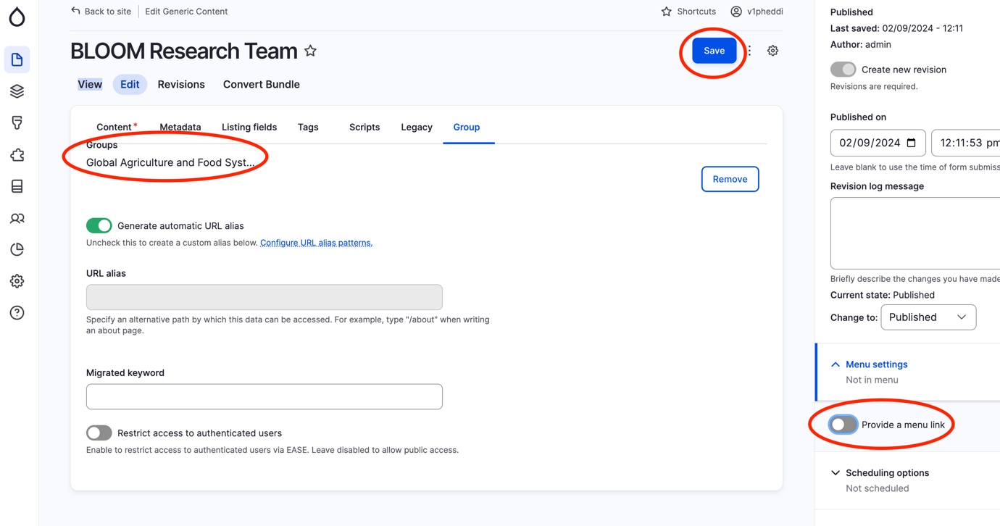 Back to site
Edit Generic Content
Shortcuts
v1pheddi
BLOOM Research Team
Save
View
Edit
Revisions
Convert Bundle
Content*
Metadata
Listing fields
Tags
Scripts
Legacy
Group
Groups
Global Agriculture and Food Syst...
Remove
Generate automatic URL alias
Uncheck this to create a custom alias below. Configure URL alias patterns.
URL alias
Specify an alternative path by which this data can be accessed. For example, type "/about" when writing
an about page.
Migrated keyword
Restrict access to authenticated users
Enable to restrict access to authenticated users via EASE. Leave disabled to allow public access.
Published
Last saved: 02/09/2024 - 12:11
Author: admin
Create new revision
Revisions are required.
Published on
02/09/2024
12:11:53 pm
Leave blank to use the time of form submiss
Revision log message
Briefly describe the changes you have made
Current state: Published
Change to: Published
Menu settings
Not in menu
Provide a menu link
Scheduling options
Not scheduled